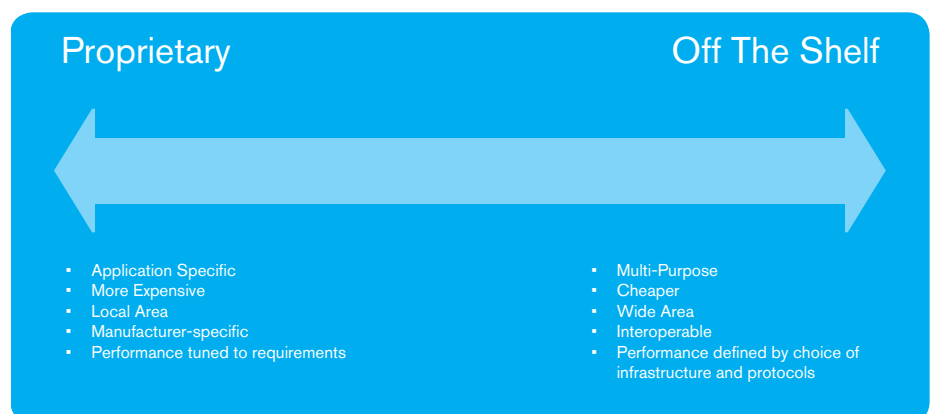 Proprietary
Off The Shelf
▪ Application Specific
▪ More Expensive
▪ Local Area
▪ Manufacturer-specific
▪ Performance tuned to requirements
▪ Multi-Purpose
▪ Cheaper
▪ Wide Area
▪ Interoperable
▪ Performance defined by choice of
infrastructure and protocols